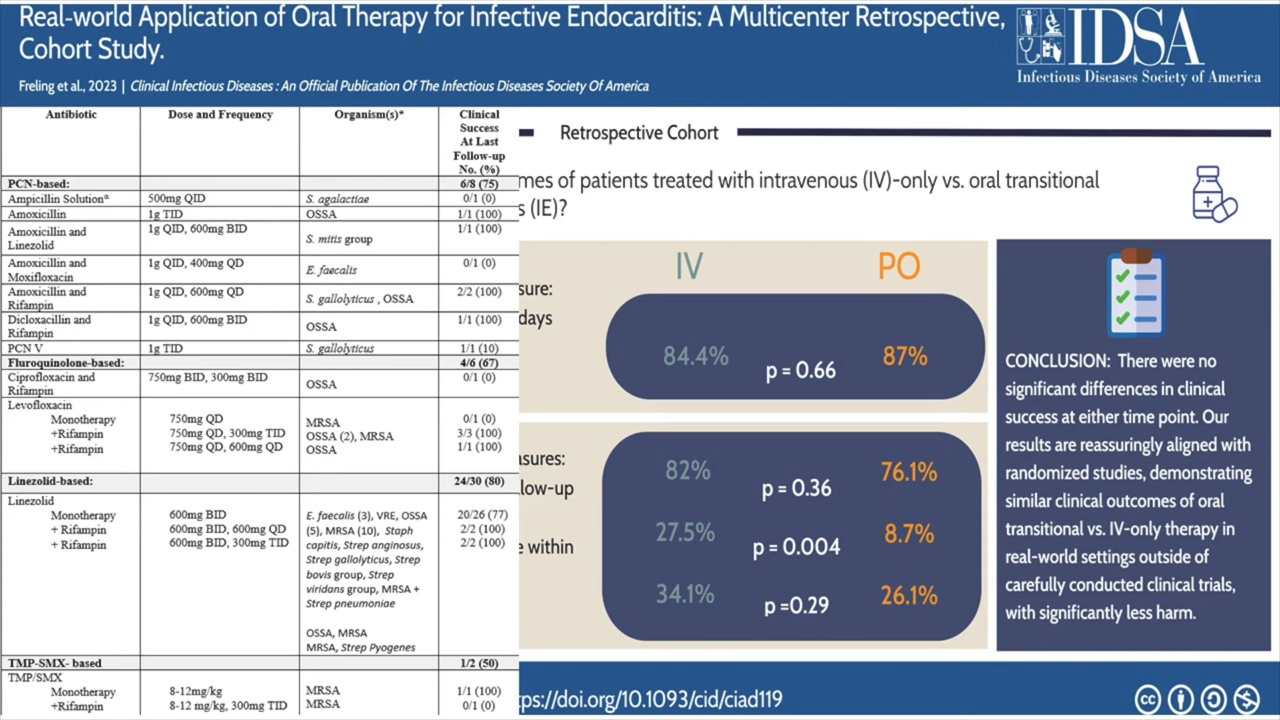 Real-world Application of Oral Therapy for Infective Endocarditis: A Multicenter Retrospective,
Cohort Study.
Freling et al., 2023 | Clinical Infectious Diseases : An Official Publication Of The Infectious Diseases Society Of America
IDSA
Infectious Diseases Society of America
Antibiotic Dose and Frequency Organism(s)* Clinical
Success
At Last
Follow-up
No. (%)
PCN-based: 6/8 (75)
Ampicillin Solutionᵃ 500mg QID S. agalactiae 0/1 (0)
Amoxicillin 1g TID OSSA 1/1 (100)
Amoxicillin and 1g QID, 600mg BID S. mitis group 1/1 (100)
Linezolid
Amoxicillin and 1g QID, 400mg QD E. faecalis 0/1 (0)
Moxifloxacin
Amoxicillin and 1g QID, 600mg QD S. gallolyticus , OSSA 2/2 (100)
Rifampin
Dicloxacillin and 1g QID, 600mg BID OSSA 1/1 (100)
Rifampin
PCN V 1g TID S. gallolyticus 1/1 (10)
Fluroquinolone-based: 4/6 (67)
Ciprofloxacin and 750mg BID, 300mg BID OSSA 0/1 (0)
Rifampin
Levofloxacin
Monotherapy 750mg QD MRSA 0/1 (0)
+Rifampin 750mg QD, 300mg TID OSSA (2), MRSA 3/3 (100)
+Rifampin 750mg QD, 600mg QD OSSA 1/1 (100)
Linezolid-based: 24/30 (80)
Linezolid
Monotherapy 600mg BID E. faecalis (3), VRE, OSSA 20/26 (77)
+ Rifampin 600mg BID, 600mg QD (5), MRSA (10), Staph 2/2 (100)
+ Rifampin 600mg BID, 300mg TID capitis, Strep anginosus, 2/2 (100)
Strep gallolyticus, Strep
bovis group, Strep
viridans group, MRSA +
Strep pneumoniae
OSSA, MRSA
MRSA, Strep Pyogenes
TMP-SMX- based 1/2 (50)
TMP/SMX
Monotherapy 8-12mg/kg MRSA 1/1 (100)
+Rifampin 8-12 mg/kg, 300mg TID MRSA 0/1 (0)
Retrospective Cohort
mes of patients treated with intravenous (IV)-only vs. oral transitional
s (IE)?
IV PO
sure:
days
84.4% p = 0.66 87%
asures:
low-up
82% p = 0.36 76.1%
e within
27.5% p = 0.004 8.7%
34.1% p =0.29 26.1%
CONCLUSION: There were no
significant differences in clinical
success at either time point. Our
results are reassuringly aligned with
randomized studies, demonstrating
similar clinical outcomes of oral
transitional vs. IV-only therapy in
real-world settings outside of
carefully conducted clinical trials,
with significantly less harm.
ps://doi.org/10.1093/cid/ciad119
cc